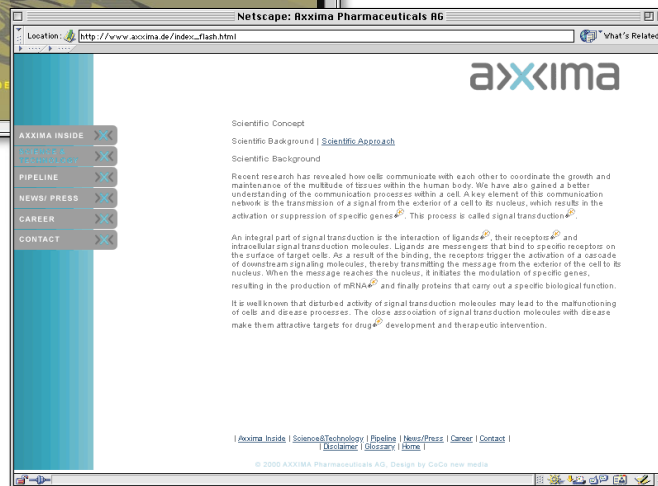 Netscape: Axxima Pharmaceuticals AG
Location: http://www.axxima.de/index_flash.html
What's Related
axxima
AXXIMA INSIDE
SCIENCE &
TECHNOLOGY
PIPELINE
NEWS/ PRESS
CAREER
CONTACT
Scientific Concept
Scientific Background | Scientific Approach
Scientific Background
Recent research has revealed how cells communicate with each other to coordinate the growth and
maintenance of the multitude of tissues within the human body. We have also gained a better
understanding of the communication processes within a cell. A key element of this communication
network is the transmission of a signal from the exterior of a cell to its nucleus, which results in the
activation or suppression of specific genes. This process is called signal transduction.
An integral part of signal transduction is the interaction of ligands, their receptors and
intracellular signal transduction molecules. Ligands are messengers that bind to specific receptors on
the surface of target cells. As a result of the binding, the receptors trigger the activation of a cascade
of downstream signaling molecules, thereby transmitting the message from the exterior of the cell to its
nucleus. When the message reaches the nucleus, it initiates the modulation of specific genes,
resulting in the production of mRNA and finally proteins that carry out a specific biological function.
It is well known that disturbed activity of signal transduction molecules may lead to the malfunctioning
of cells and disease processes. The close association of signal transduction molecules with disease
make them attractive targets for drug development and therapeutic intervention.
| Axxima Inside | Science&Technology | Pipeline | News/Press | Career | Contact |
| Disclaimer | Glossary | Home |
© 2000 AXXIMA Pharmaceuticals AG, Design by CoCo new media